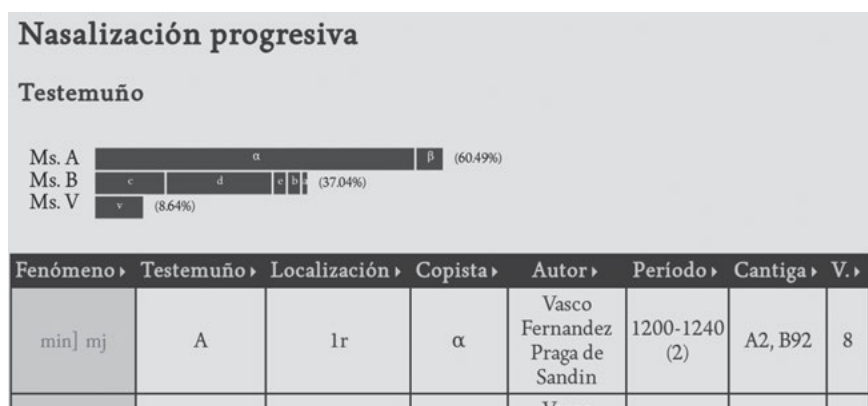 Nasalización progresiva
Testemuño
Ms. A α β (60.49%)
Ms. B c d e b a (37.04%)
Ms. V v (8.64%)
Fenómeno Testemuño Localización Copista Autor Período Cantiga V.
min] mj A 1r α Vasco Fernandez Praga de Sandin 1200-1240 (2) A2, B92 8